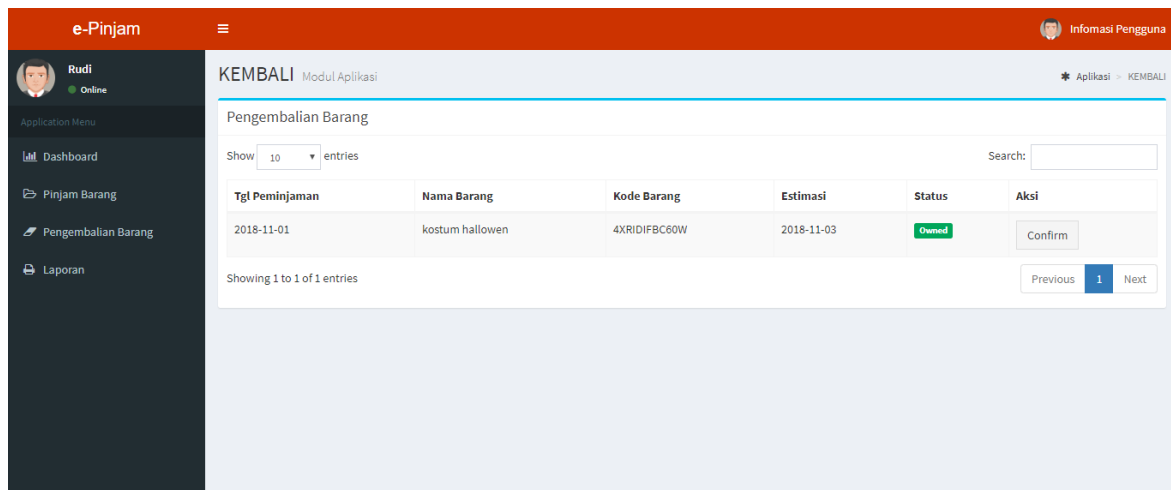 e-Pinjam
Infomasi Pengguna
Rudi
Online
Application Menu
Dashboard
Pinjam Barang
Pengembalian Barang
Laporan
KEMBALI Modul Aplikasi
Aplikasi > KEMBALI
Pengembalian Barang
Show 10 entries
Search:
Tgl Peminjaman Nama Barang Kode Barang Estimasi Status Aksi
2018-11-01 kostum hallowen 4XRIDIFBC60W 2018-11-03 Owned Confirm
Showing 1 to 1 of 1 entries
Previous 1 Next